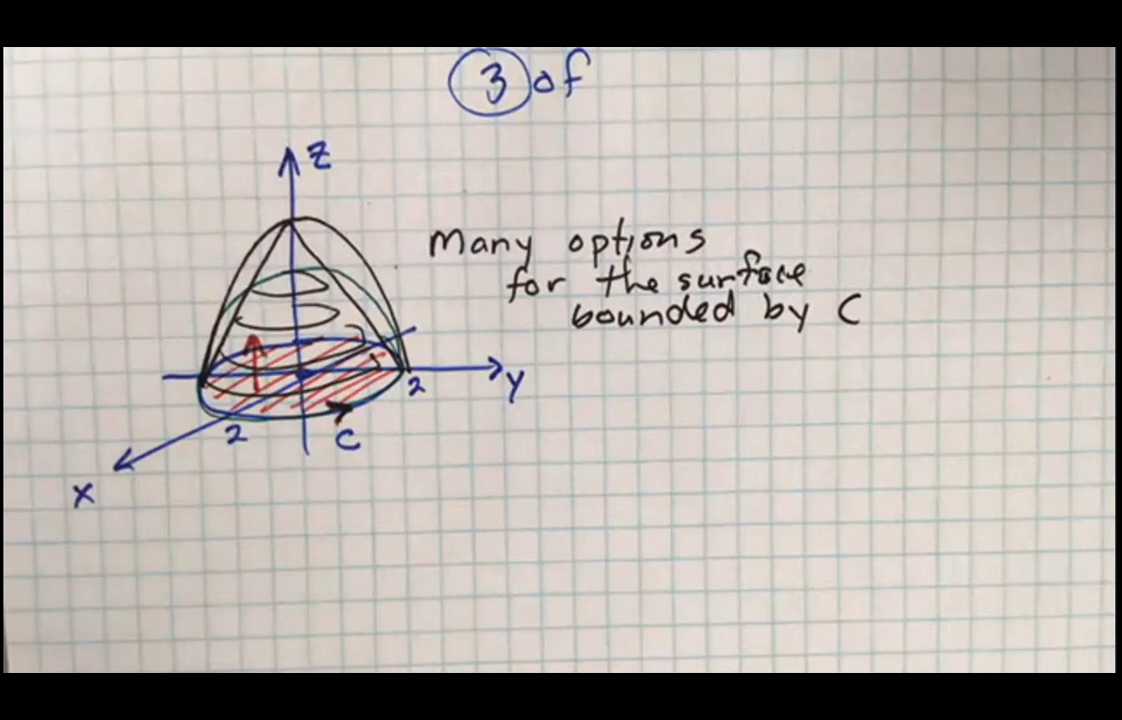 3 of
z
Many options
for the surface
bounded by C
y
2
2
C
x